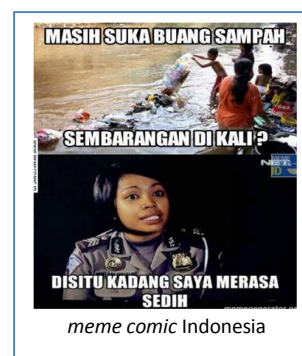 MASIH SUKA BUANG SAMPAH
SEMBARANGAN DI KALI ?
DISITU KADANG SAYA MERASA
SEDIH
meme comic Indonesia